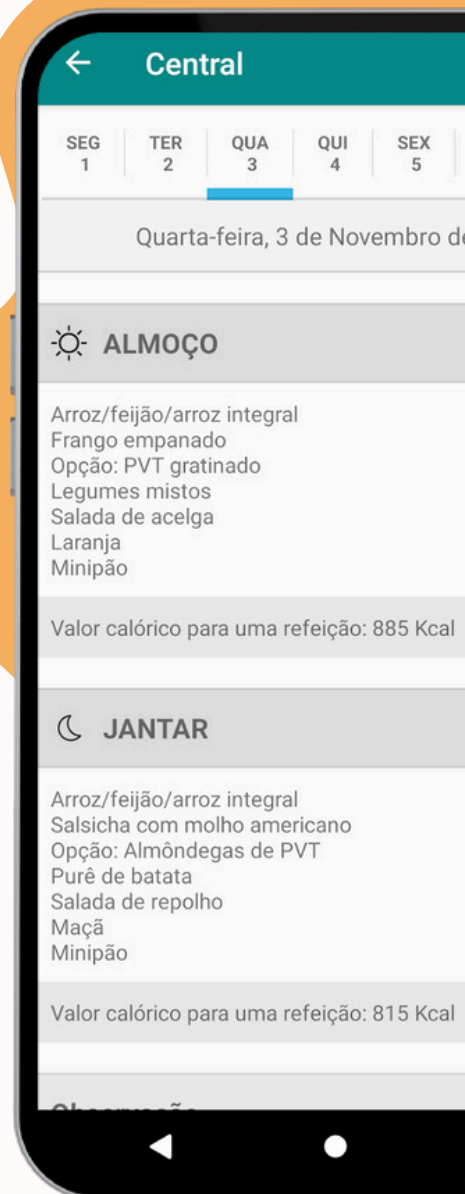 Central
SEG TER QUA QUI SEX
1 2 3 4 5
Quarta-feira, 3 de Novembro de
ALMOÇO
Arroz/feijão/arroz integral
Frango empanado
Opção: PVT gratinado
Legumes mistos
Salada de acelga
Laranja
Minipão
Valor calórico para uma refeição: 885 Kcal
JANTAR
Arroz/feijão/arroz integral
Salsicha com molho americano
Opção: Almôndegas de PVT
Purê de batata
Salada de repolho
Maçã
Minipão
Valor calórico para uma refeição: 815 Kcal
Observação